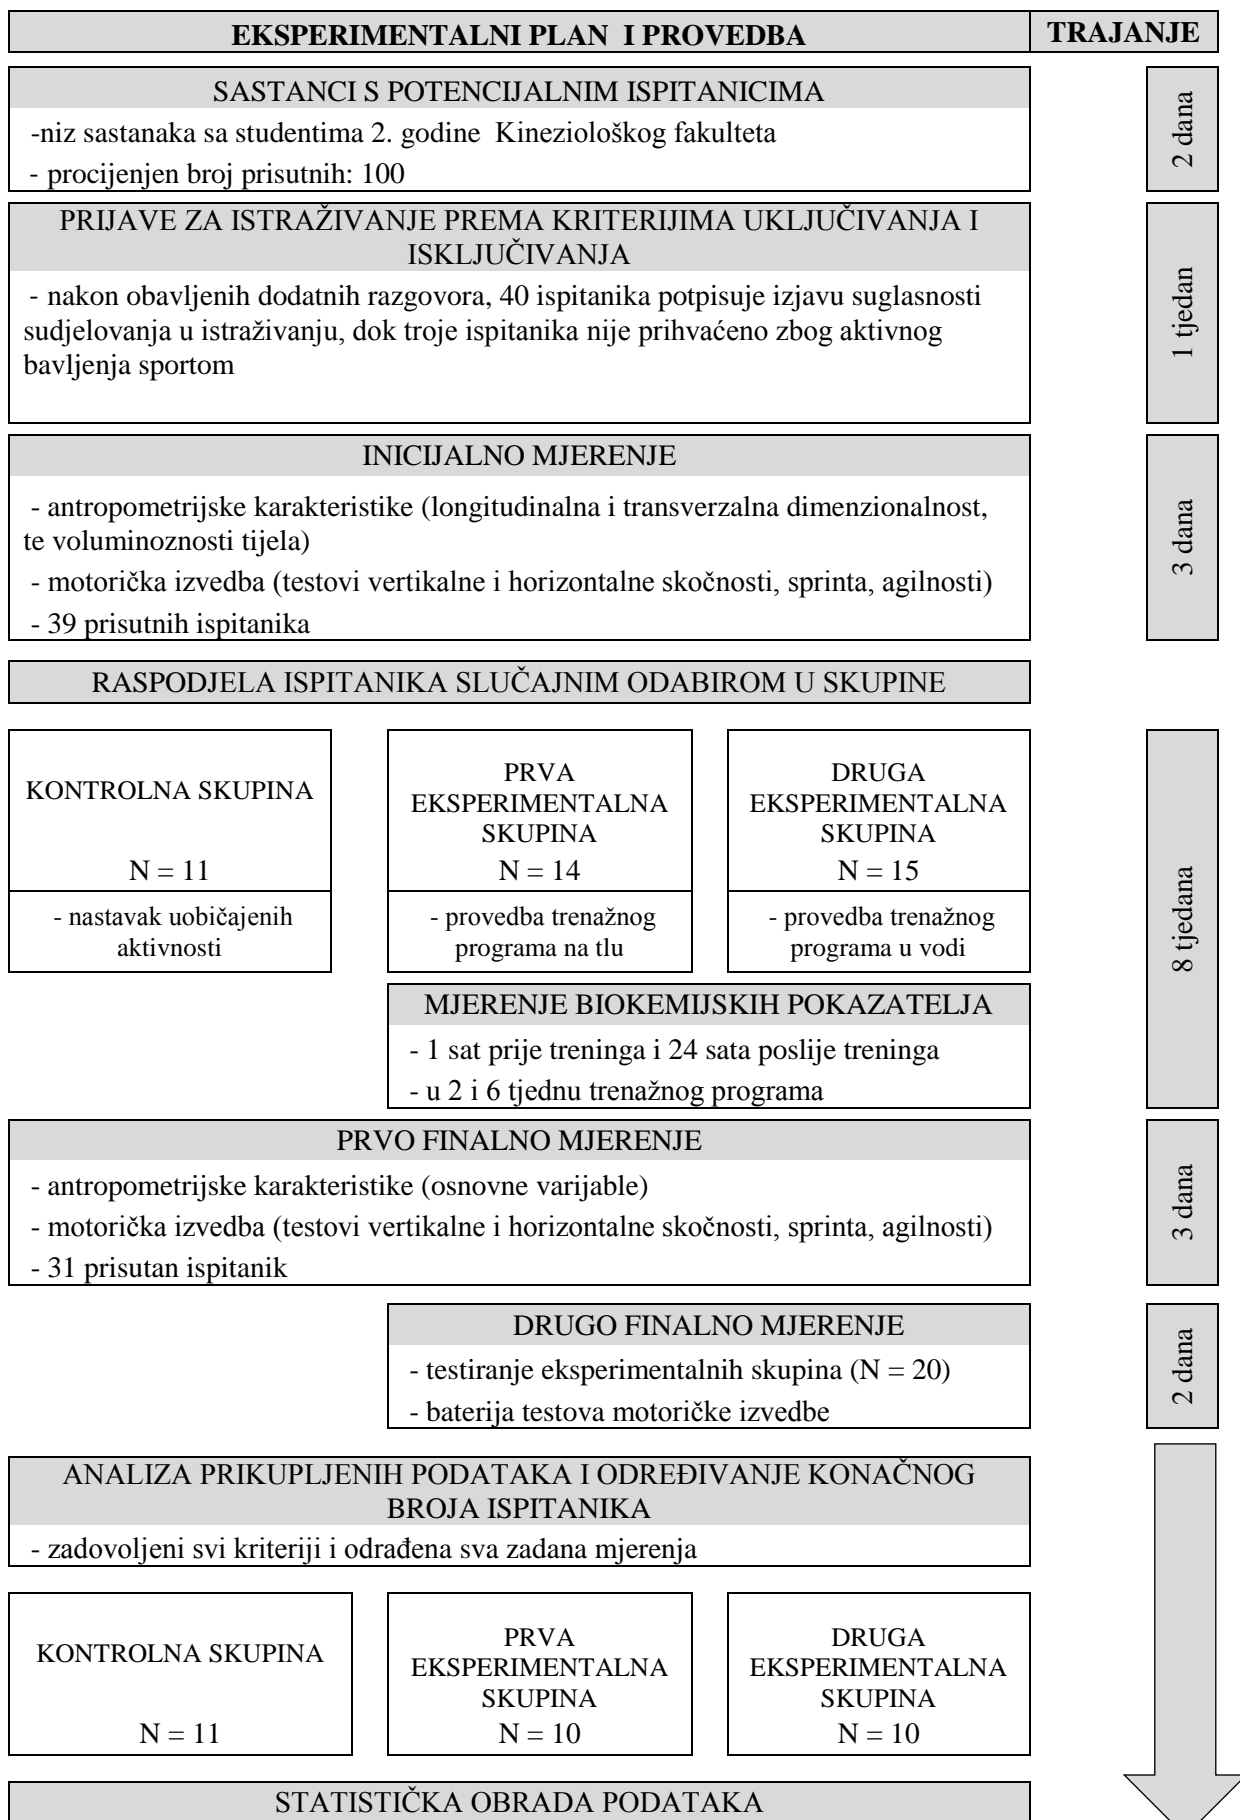 EKSPERIMENTALNI PLAN I PROVEDBA
TRAJANJE
SASTANCI S POTENCIJALNIM ISPITANICIMA
-niz sastanaka sa studentima 2. godine Kineziološkog fakulteta
- procijenjen broj prisutnih: 100
2 dana
PRIJAVE ZA ISTRAŽIVANJE PREMA KRITERIJIMA UKLJUČIVANJA I
ISKLJUČIVANJA
- nakon obavljenih dodatnih razgovora, 40 ispitanika potpisuje izjavu suglasnosti
sudjelovanja u istraživanju, dok troje ispitanika nije prihvaćeno zbog aktivnog
bavljenja sportom
1 tjedan
INICIJALNO MJERENJE
- antropometrijske karakteristike (longitudinalna i transverzalna dimenzionalnost,
te voluminoznosti tijela)
- motorička izvedba (testovi vertikalne i horizontalne skočnosti, sprinta, agilnosti)
- 39 prisutnih ispitanika
3 dana
RASPODJELA ISPITANIKA SLUČAJNIM ODABIROM U SKUPINE
KONTROLNA SKUPINA
N = 11
- nastavak uobičajenih
aktivnosti
PRVA
EKSPERIMENTALNA
SKUPINA
N = 14
- provedba trenažnog
programa na tlu
DRUGA
EKSPERIMENTALNA
SKUPINA
N = 15
- provedba trenažnog
programa u vodi
8 tjedana
MJERENJE BIOKEMIJSKIH POKAZATELJA
- 1 sat prije treninga i 24 sata poslije treninga
- u 2 i 6 tjednu trenažnog programa
PRVO FINALNO MJERENJE
- antropometrijske karakteristike (osnovne varijable)
- motorička izvedba (testovi vertikalne i horizontalne skočnosti, sprinta, agilnosti)
- 31 prisutan ispitanik
3 dana
DRUGO FINALNO MJERENJE
- testiranje eksperimentalnih skupina (N = 20)
- baterija testova motoričke izvedbe
2 dana
ANALIZA PRIKUPLJENIH PODATAKA I ODREĐIVANJE KONAČNOG
BROJA ISPITANIKA
- zadovoljeni svi kriteriji i odrađena sva zadana mjerenja
KONTROLNA SKUPINA
N = 11
PRVA
EKSPERIMENTALNA
SKUPINA
N = 10
DRUGA
EKSPERIMENTALNA
SKUPINA
N = 10
STATISTIČKA OBRADA PODATAKA